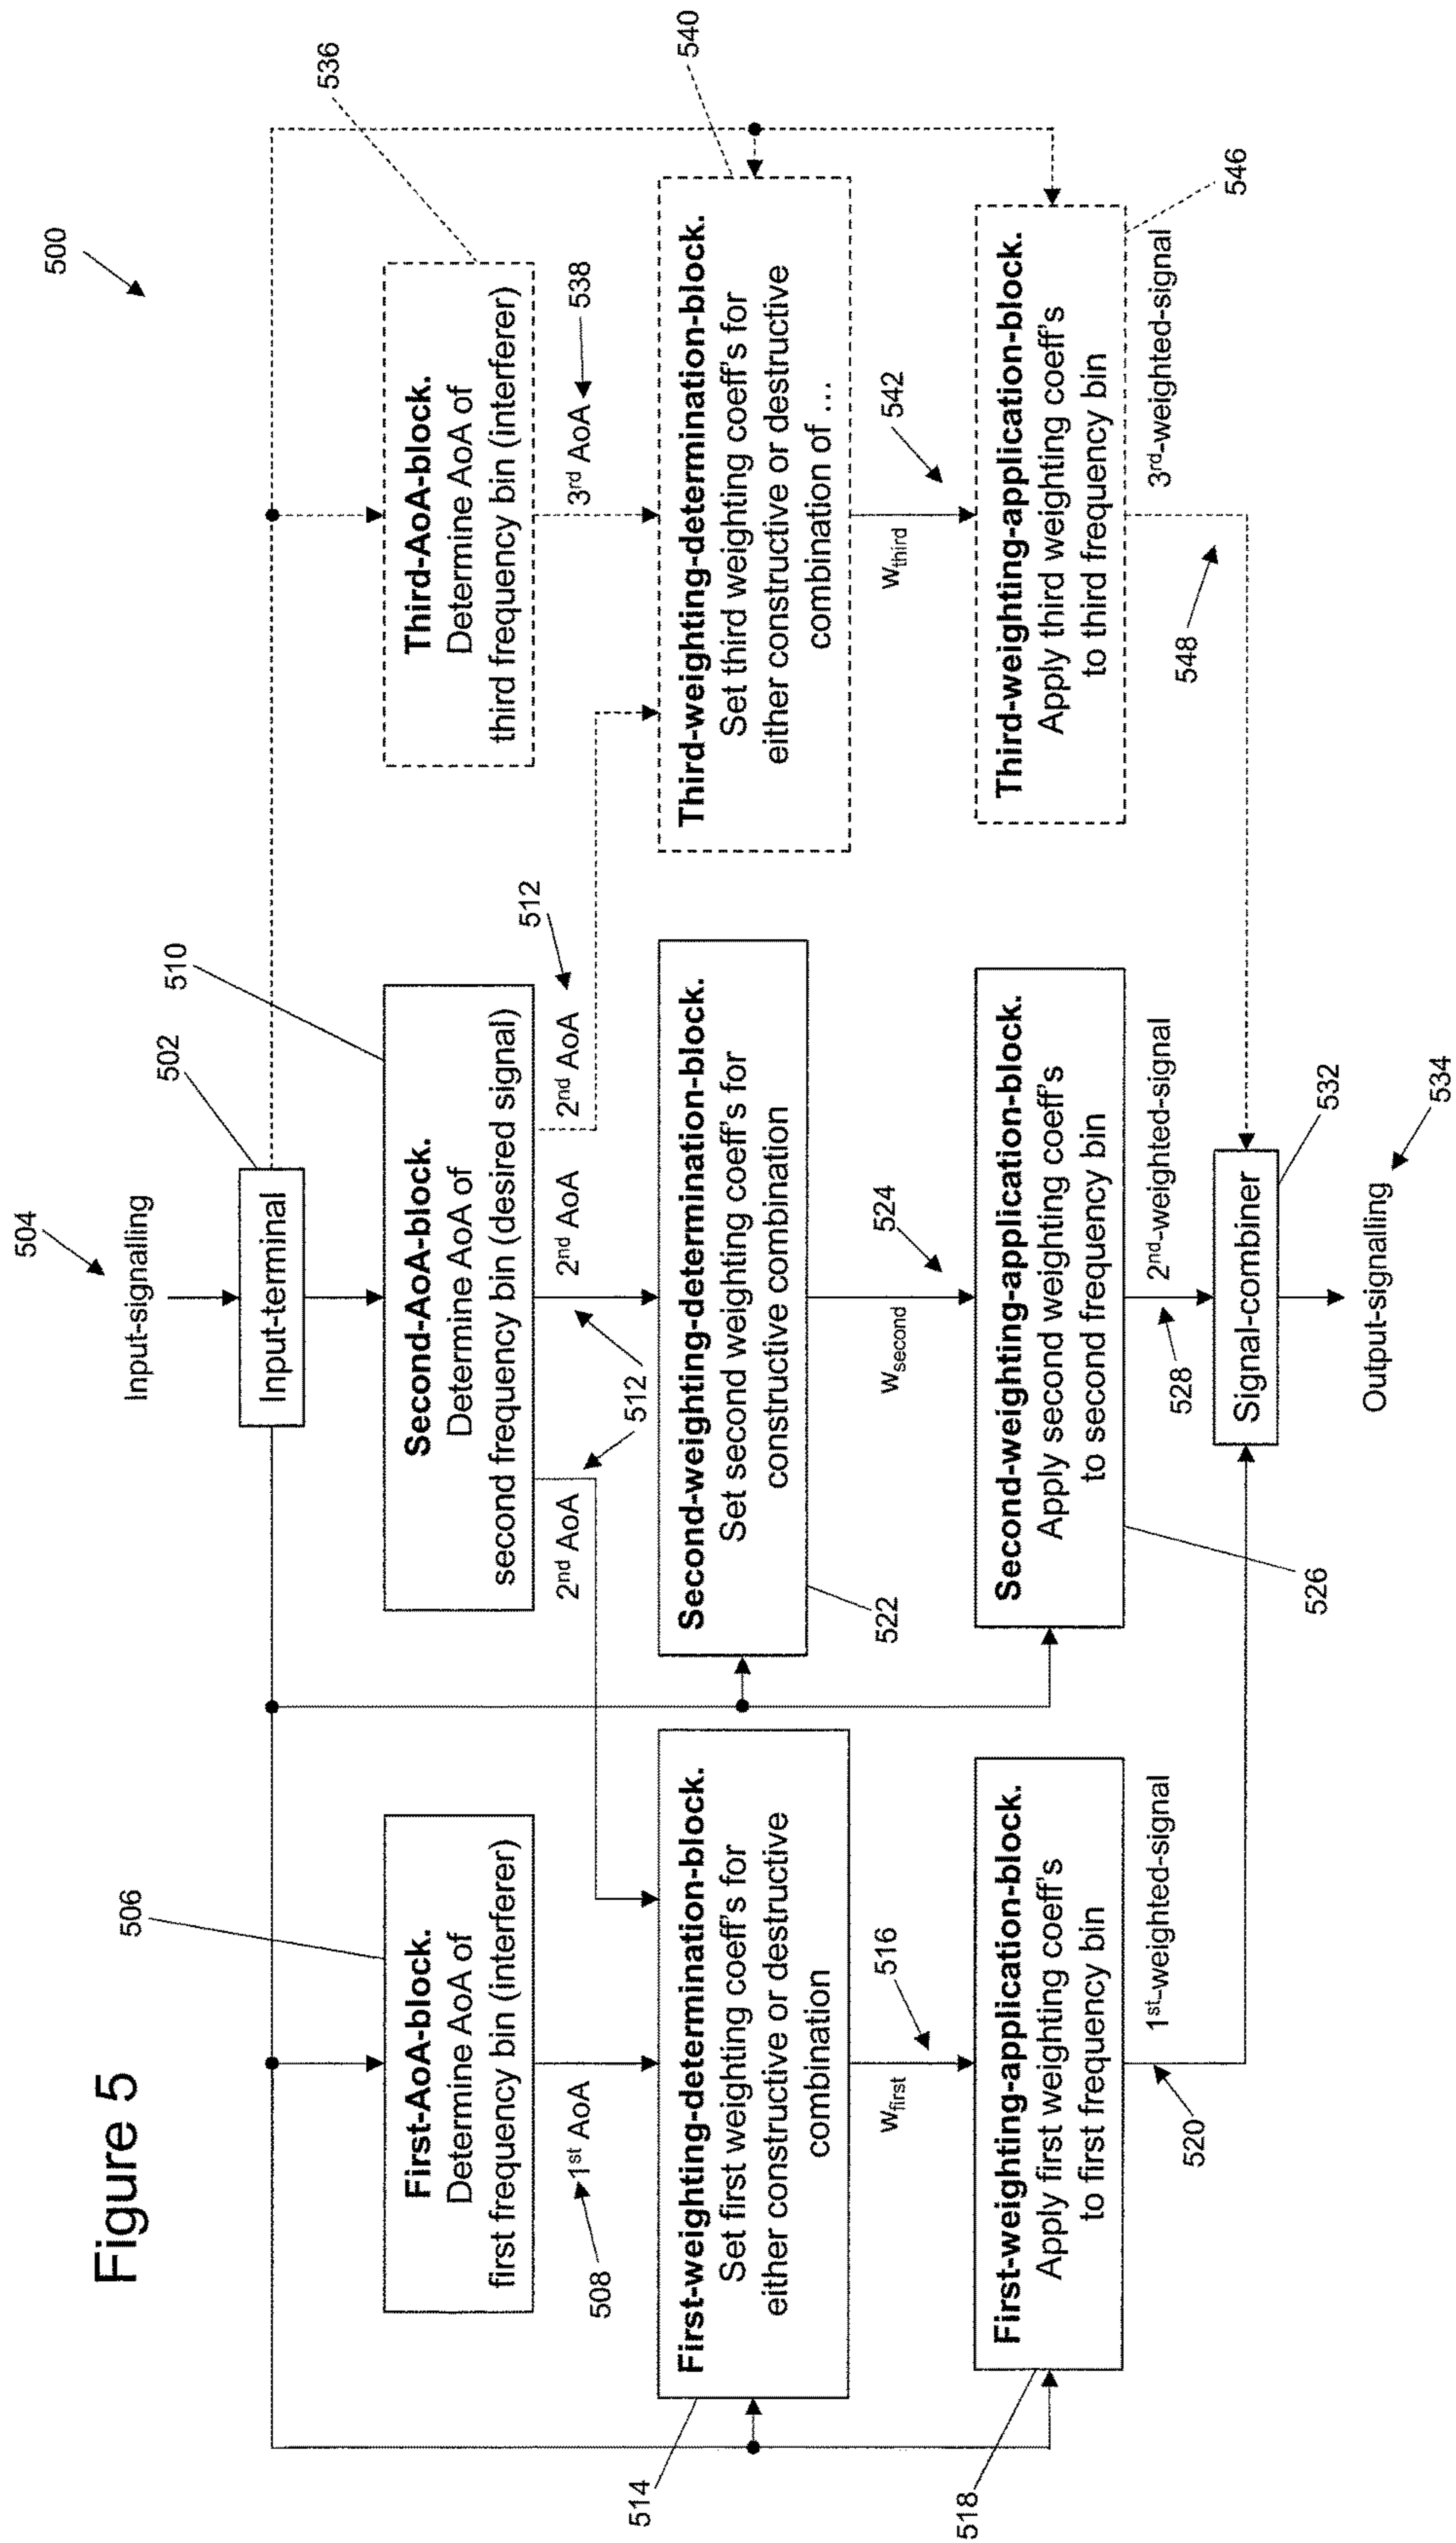 Figure 5
500
504
Input-signalling
502
Input-terminal
506
First-AoA-block.
Determine AoA of
first frequency bin (interferer)
510
Second-AoA-block.
Determine AoA of
second frequency bin (desired signal)
536
Third-AoA-block.
Determine AoA of
third frequency bin (interferer)
508
1st AoA
2nd AoA
512
2nd AoA
2nd AoA
512
3rd AoA
538
514
First-weighting-determination-block.
Set first weighting coeff's for
either constructive or destructive
combination
522
Second-weighting-determination-block.
Set second weighting coeff's for
constructive combination
540
Third-weighting-determination-block.
Set third weighting coeff's for
either constructive or destructive
combination of ...
wfirst
516
wsecond
524
wthird
542
518
First-weighting-application-block.
Apply first weighting coeff's
to first frequency bin
526
Second-weighting-application-block.
Apply second weighting coeff's
to second frequency bin
546
Third-weighting-application-block.
Apply third weighting coeff's
to third frequency bin
520
1st-weighted-signal
528
2nd-weighted-signal
548
3rd-weighted-signal
Signal-combiner
532
Output-signalling
534